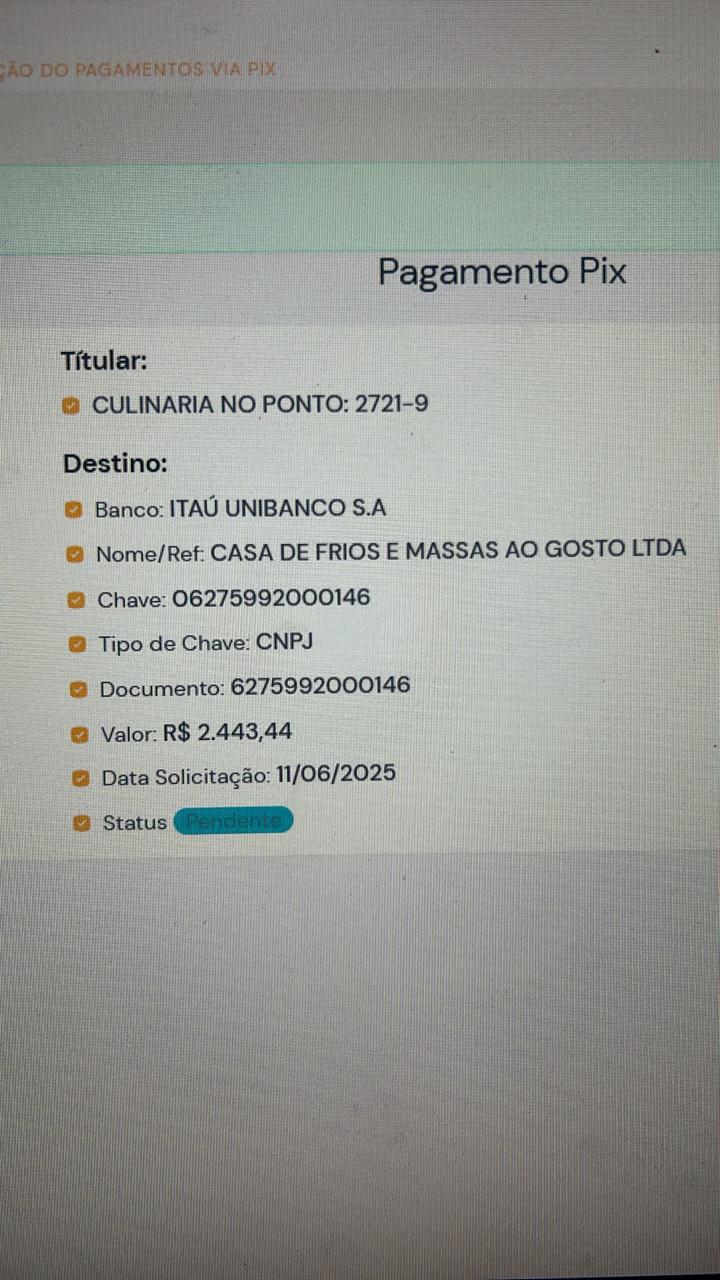 ÇÃO DO PAGAMENTOS VIA PIX
Pagamento Pix
Títular:
CULINARIA NO PONTO: 2721-9
Destino:
Banco: ITAÚ UNIBANCO S.A
Nome/Ref: CASA DE FRIOS E MASSAS AO GOSTO LTDA
Chave: 06275992000146
Tipo de Chave: CNPJ
Documento: 6275992000146
Valor: R$ 2.443,44
Data Solicitação: 11/06/2025
Status Pendente